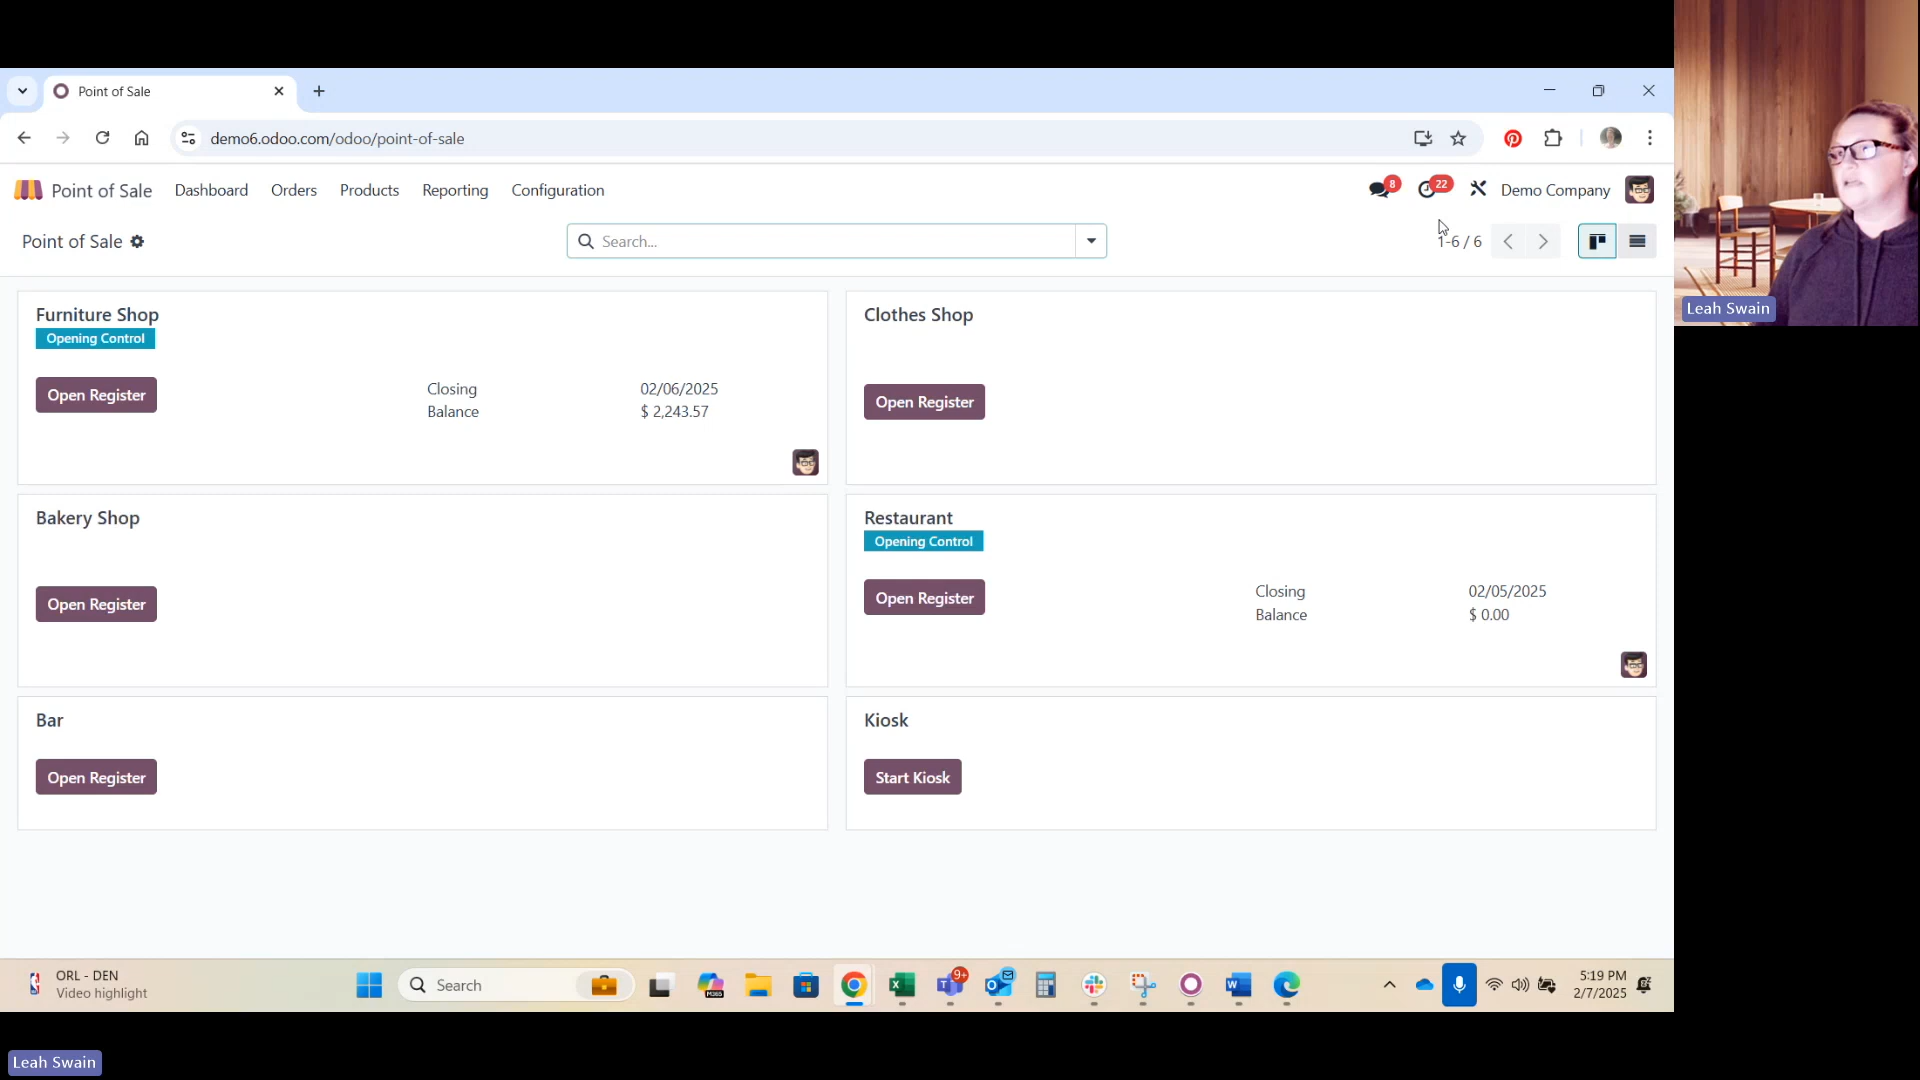 Point of Sale
demo6.odoo.com/odoo/point-of-sale
Point of Sale Dashboard Orders Products Reporting Configuration 8 22 Demo Company
Point of Sale Search... 1-6 / 6
Furniture Shop
Opening Control
Open Register
Closing 02/06/2025
Balance $ 2,243.57
Clothes Shop
Open Register
Bakery Shop
Open Register
Restaurant
Opening Control
Open Register
Closing 02/05/2025
Balance $ 0.00
Bar
Open Register
Kiosk
Start Kiosk
Leah Swain
ORL - DEN
Video highlight
Search
M365
9+
5:19 PM
2/7/2025
Leah Swain